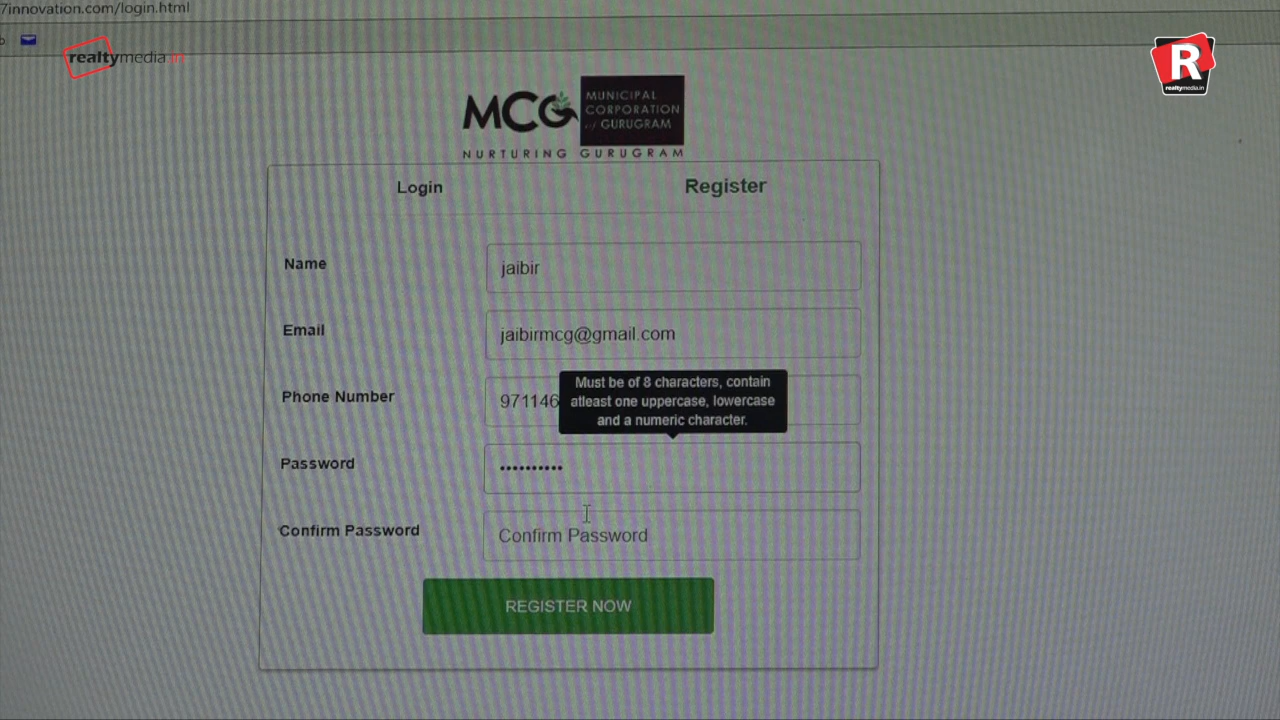 7innovation.com/login.html
realtymedia.in
R
realtymedia.in
MCG
MUNICIPAL
CORPORATION
of GURUGRAM
NURTURING GURUGRAM
Login
Register
Name
jaibir
Email
jaibirmcg@gmail.com
Phone Number
971146
Must be of 8 characters, contain
atleast one uppercase, lowercase
and a numeric character.
Password
••••••••••
Confirm Password
Confirm Password
REGISTER NOW